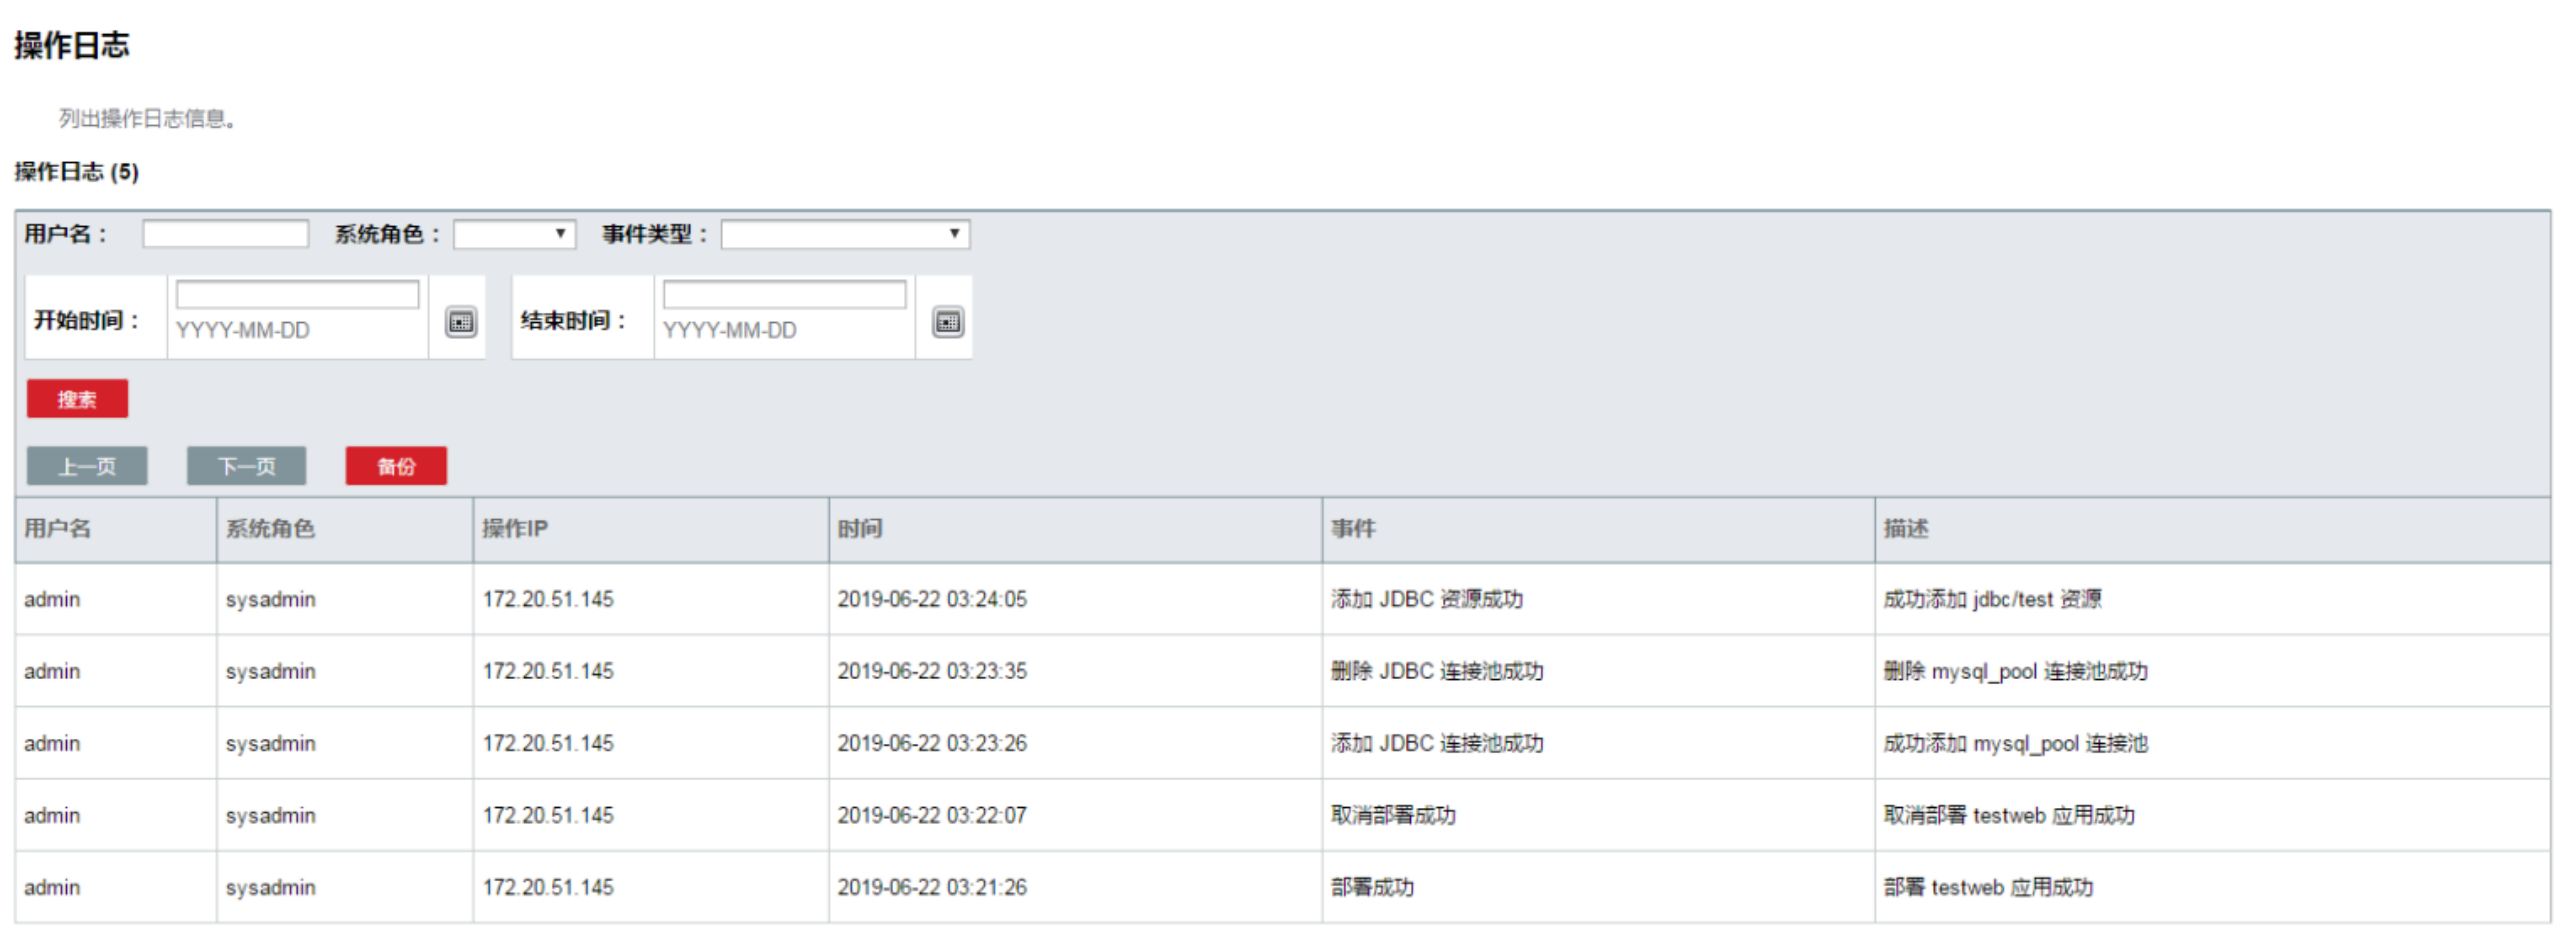 操作日志
列出操作日志信息。
操作日志 (5)
用户名： 系统角色： 事件类型：
开始时间： YYYY-MM-DD 结束时间： YYYY-MM-DD
搜索
上一页 下一页 备份
用户名 系统角色 操作IP 时间 事件 描述
admin sysadmin 172.20.51.145 2019-06-22 03:24:05 添加 JDBC 资源成功 成功添加 jdbc/test 资源
admin sysadmin 172.20.51.145 2019-06-22 03:23:35 删除 JDBC 连接池成功 删除 mysql_pool 连接池成功
admin sysadmin 172.20.51.145 2019-06-22 03:23:26 添加 JDBC 连接池成功 成功添加 mysql_pool 连接池
admin sysadmin 172.20.51.145 2019-06-22 03:22:07 取消部署成功 取消部署 testweb 应用成功
admin sysadmin 172.20.51.145 2019-06-22 03:21:26 部署成功 部署 testweb 应用成功